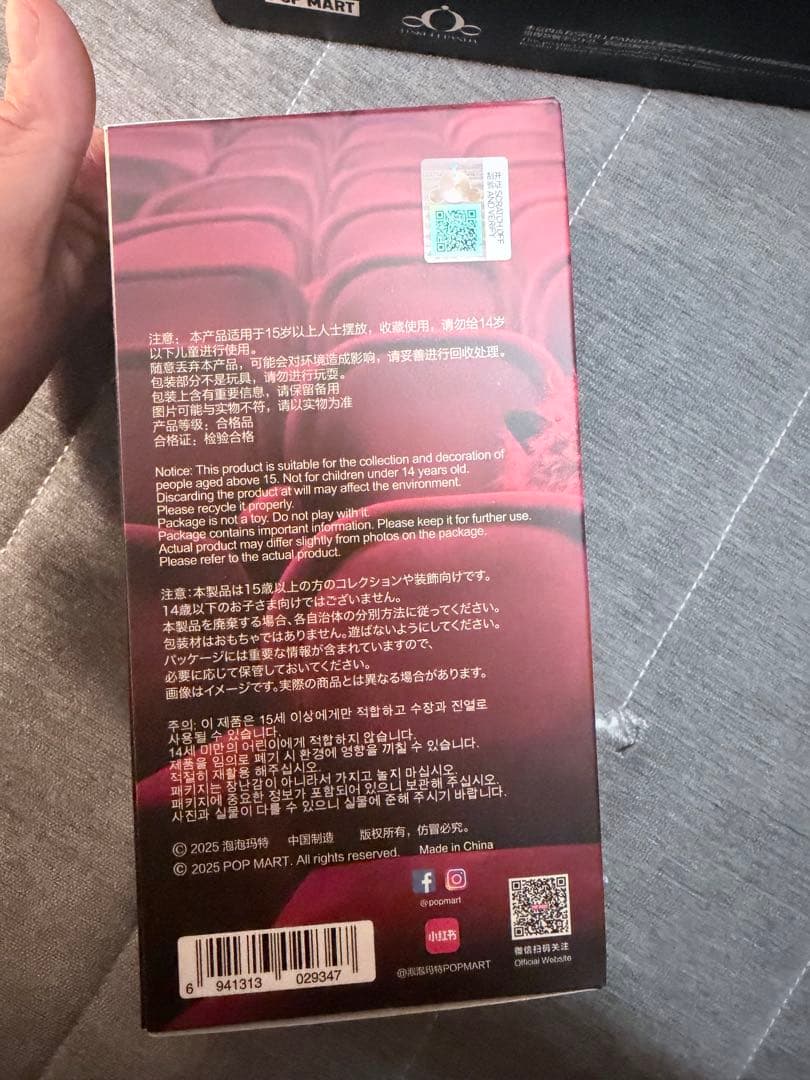 POP MART
开启 SCRATCH OFF
刮验 AND VERIFY
注意：本产品适用于15岁以上人士摆放，收藏使用，请勿给14岁
以下儿童进行使用。
随意丢弃本产品，可能会对环境造成影响，请妥善进行回收处理。
包装部分不是玩具，请勿进行玩耍。
包装上含有重要信息，请保留备用
图片可能与实物不符，请以实物为准
产品等级：合格品
合格证：检验合格
Notice: This product is suitable for the collection and decoration of
people aged above 15. Not for children under 14 years old.
Discarding the product at will may affect the environment.
Please recycle it properly.
Package is not a toy. Do not play with it.
Package contains important information. Please keep it for further use.
Actual product may differ slightly from photos on the package.
Please refer to the actual product.
注意：本製品は15歳以上の方のコレクションや装飾向けです。
14歳以下のお子さま向けではございません。
本製品を廃棄する場合、各自治体の分別方法に従ってください。
包装材はおもちゃではありません。遊ばないようにしてください。
パッケージには重要な情報が含まれていますので、
必要に応じて保管しておいてください。
画像はイメージです。実際の商品とは異なる場合があります。
주의: 이 제품은 15세 이상에게만 적합하고 수장과 진열로
사용될 수 있습니다.
14세 미만의 어린이에게 적합하지 않습니다.
제품을 임의로 폐기 시 환경에 영향을 끼칠 수 있습니다.
적절히 재활용 해주십시오.
패키지는 장난감이 아니라서 가지고 놀지 마십시오.
패키지에 중요한 정보가 포함되어 있으니 보관해 주십시오.
사진과 실물이 다를 수 있으니 실물에 준해 주시기 바랍니다.
© 2025 泡泡玛特 中国制造 版权所有，仿冒必究。
© 2025 POP MART. All rights reserved. Made in China
@popmart
小红书
@泡泡玛特POPMART
微信扫码关注
Official Website
6 941313 029347